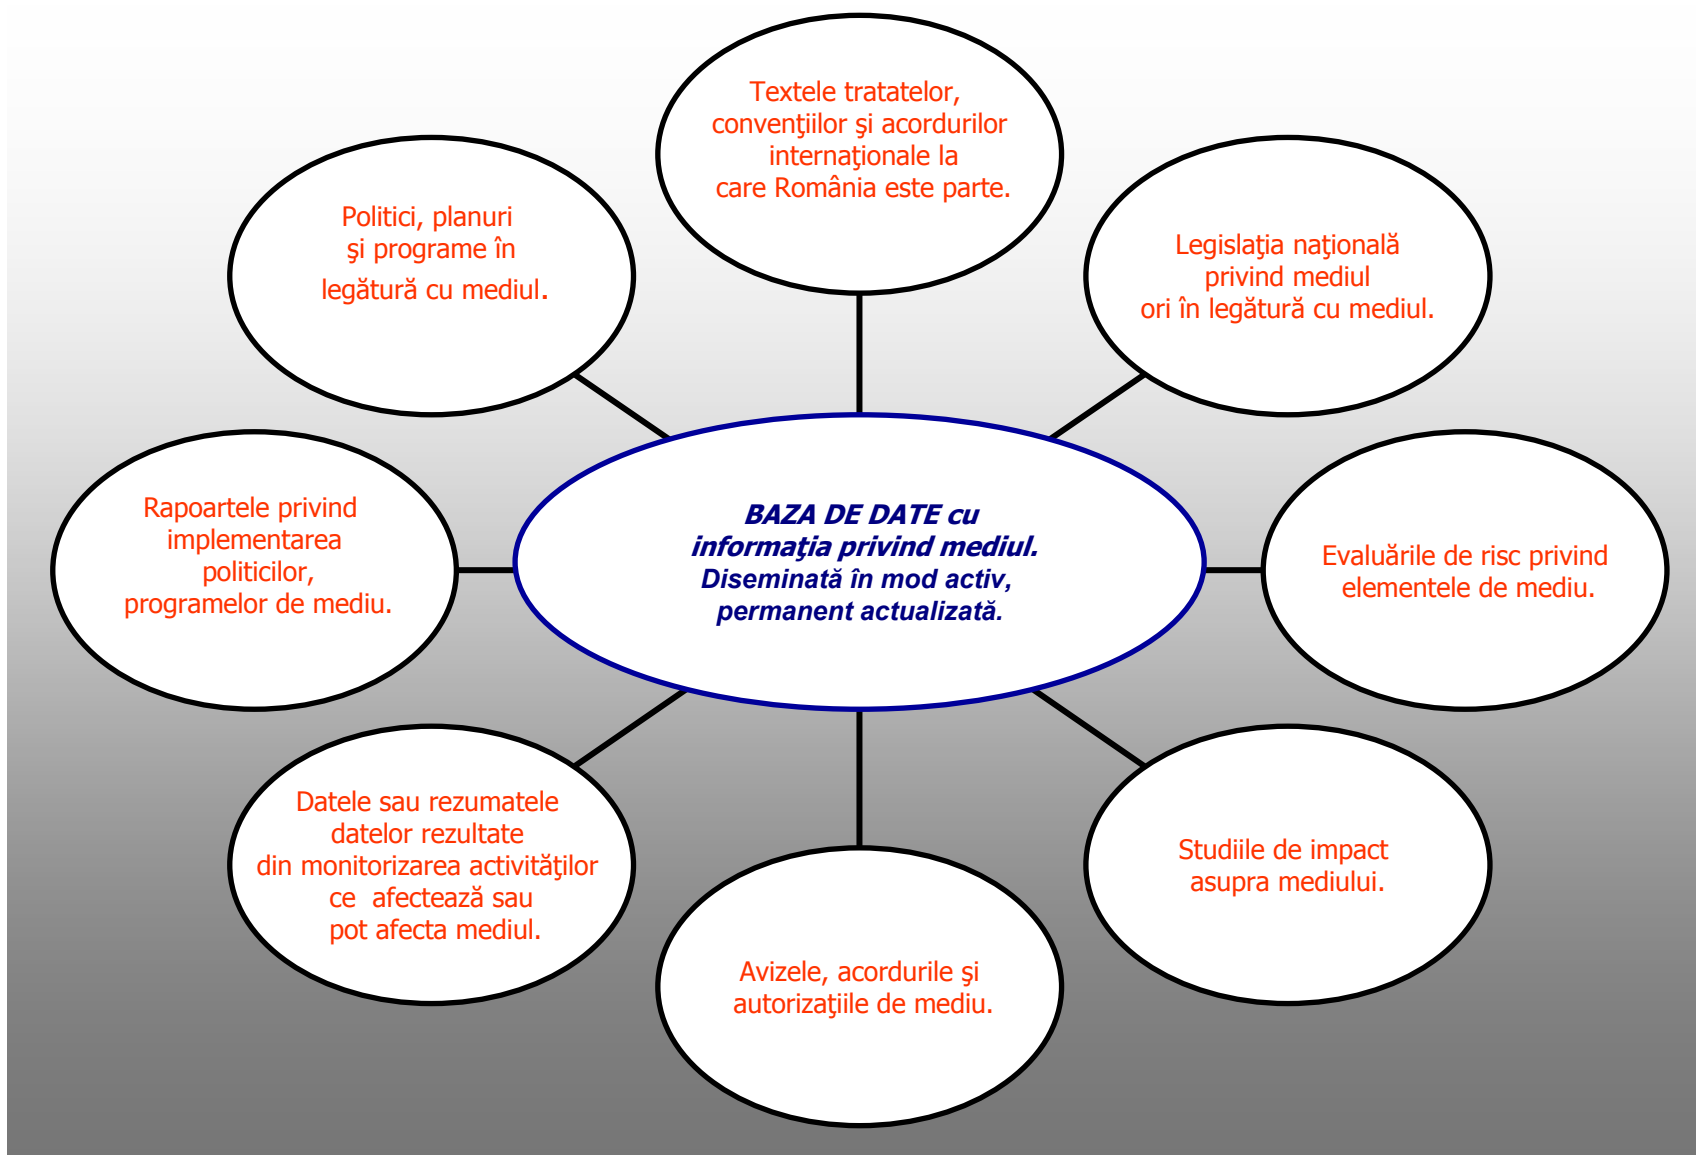 Textele tratatelor,
convenţiilor şi acordurilor
internaţionale la
care România este parte.
Politici, planuri
şi programe în
legătură cu mediul.
Legislaţia naţională
privind mediul
ori în legătură cu mediul.
Rapoartele privind
implementarea
politicilor,
programelor de mediu.
BAZA DE DATE cu
informaţia privind mediul.
Diseminată în mod activ,
permanent actualizată.
Evaluările de risc privind
elementele de mediu.
Datele sau rezumatele
datelor rezultate
din monitorizarea activităţilor
ce  afectează sau
pot afecta mediul.
Studiile de impact
asupra mediului.
Avizele, acordurile şi
autorizaţiile de mediu.